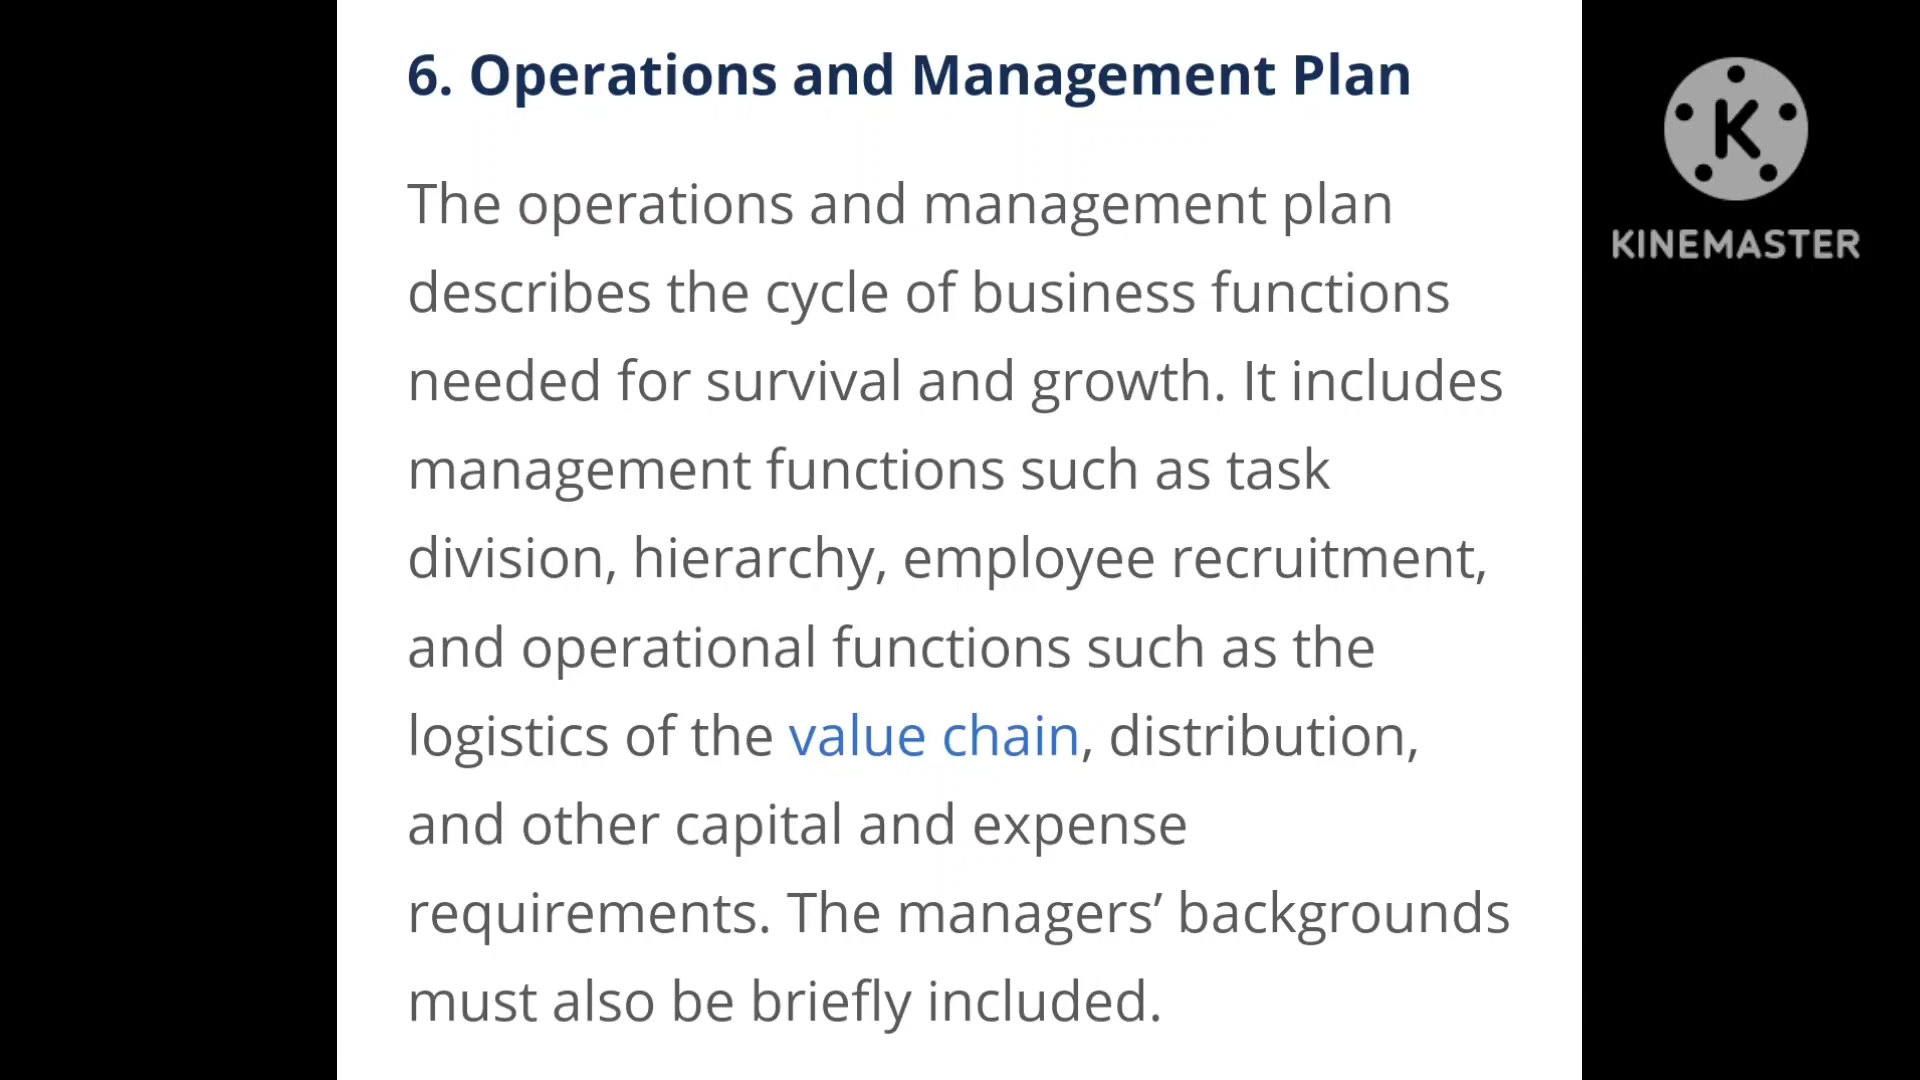 6. Operations and Management Plan
The operations and management plan
describes the cycle of business functions
needed for survival and growth. It includes
management functions such as task
division, hierarchy, employee recruitment,
and operational functions such as the
logistics of the value chain, distribution,
and other capital and expense
requirements. The managers’ backgrounds
must also be briefly included.
K
KINEMASTER